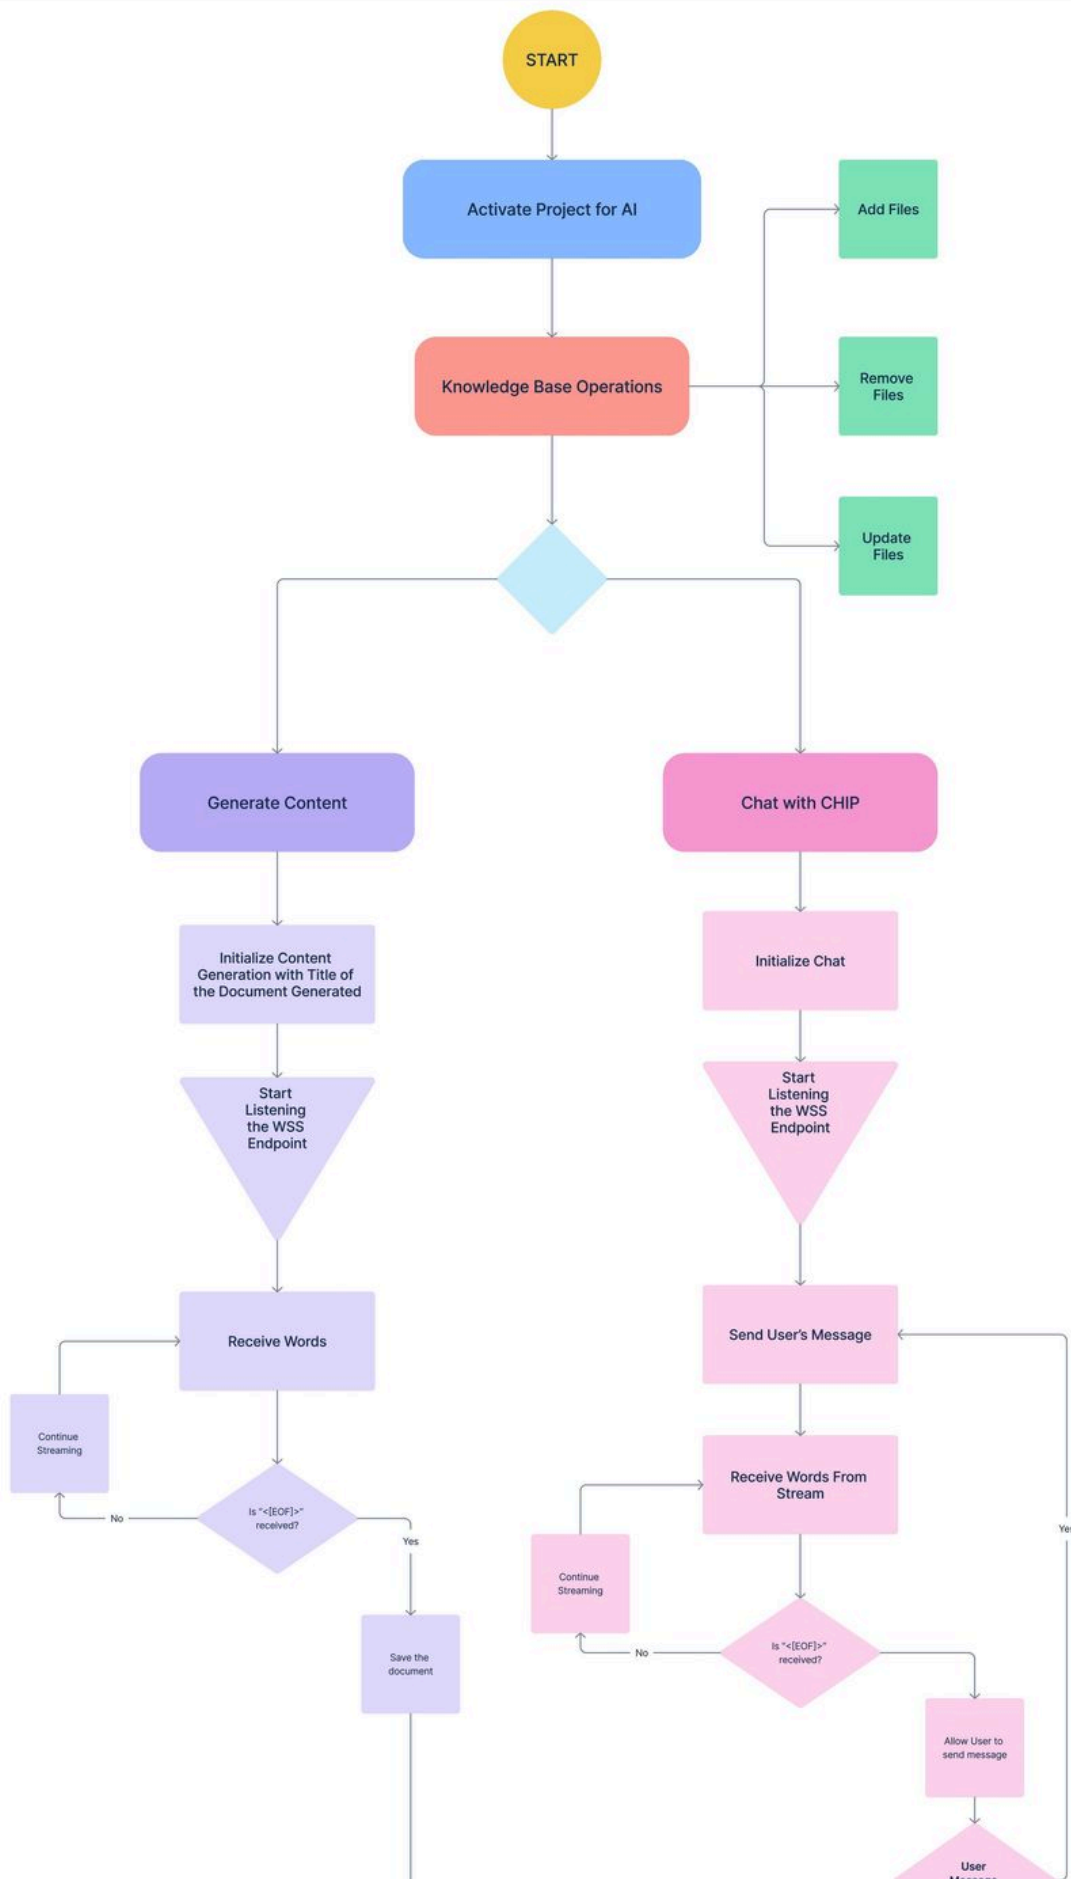 START
Activate Project for AI
Add Files
Knowledge Base Operations
Remove
Files
Update
Files
Generate Content
Chat with CHIP
Initialize Content
Generation with Title of
the Document Generated
Initialize Chat
Start
Listening
the WSS
Endpoint
Start
Listening
the WSS
Endpoint
Receive Words
Send User's Message
Continue
Streaming
Is "<[EOF]>"
received?
No
Yes
Receive Words From
Stream
Yes
Continue
Streaming
Is "<[EOF]>"
received?
No
Save the
document
Allow User to
send message
User